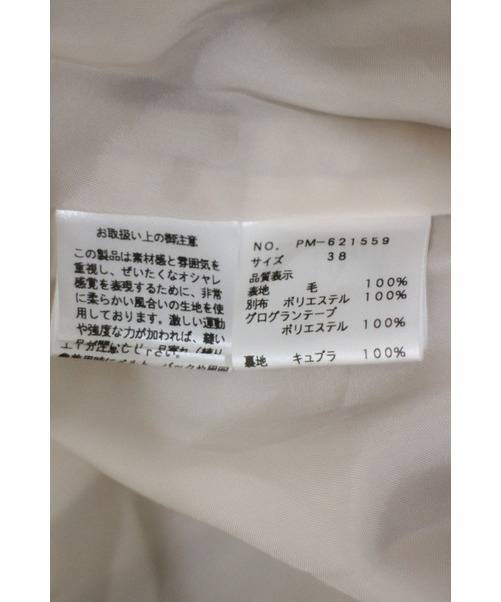 お取扱い上の御注意
この製品は素材感と雰囲気を
重視し、ぜいたくなオシャレ
感覚を表現するために、非常
に柔らかい風合いの生地を使
用しております。激しい運動
や強度な力が加われば、縫い
NO. PM-621559
サイズ 38
品質表示
表地 毛 100%
別布 ポリエステル 100%
グログランテープ
ポリエステル 100%
裏地 キュプラ 100%